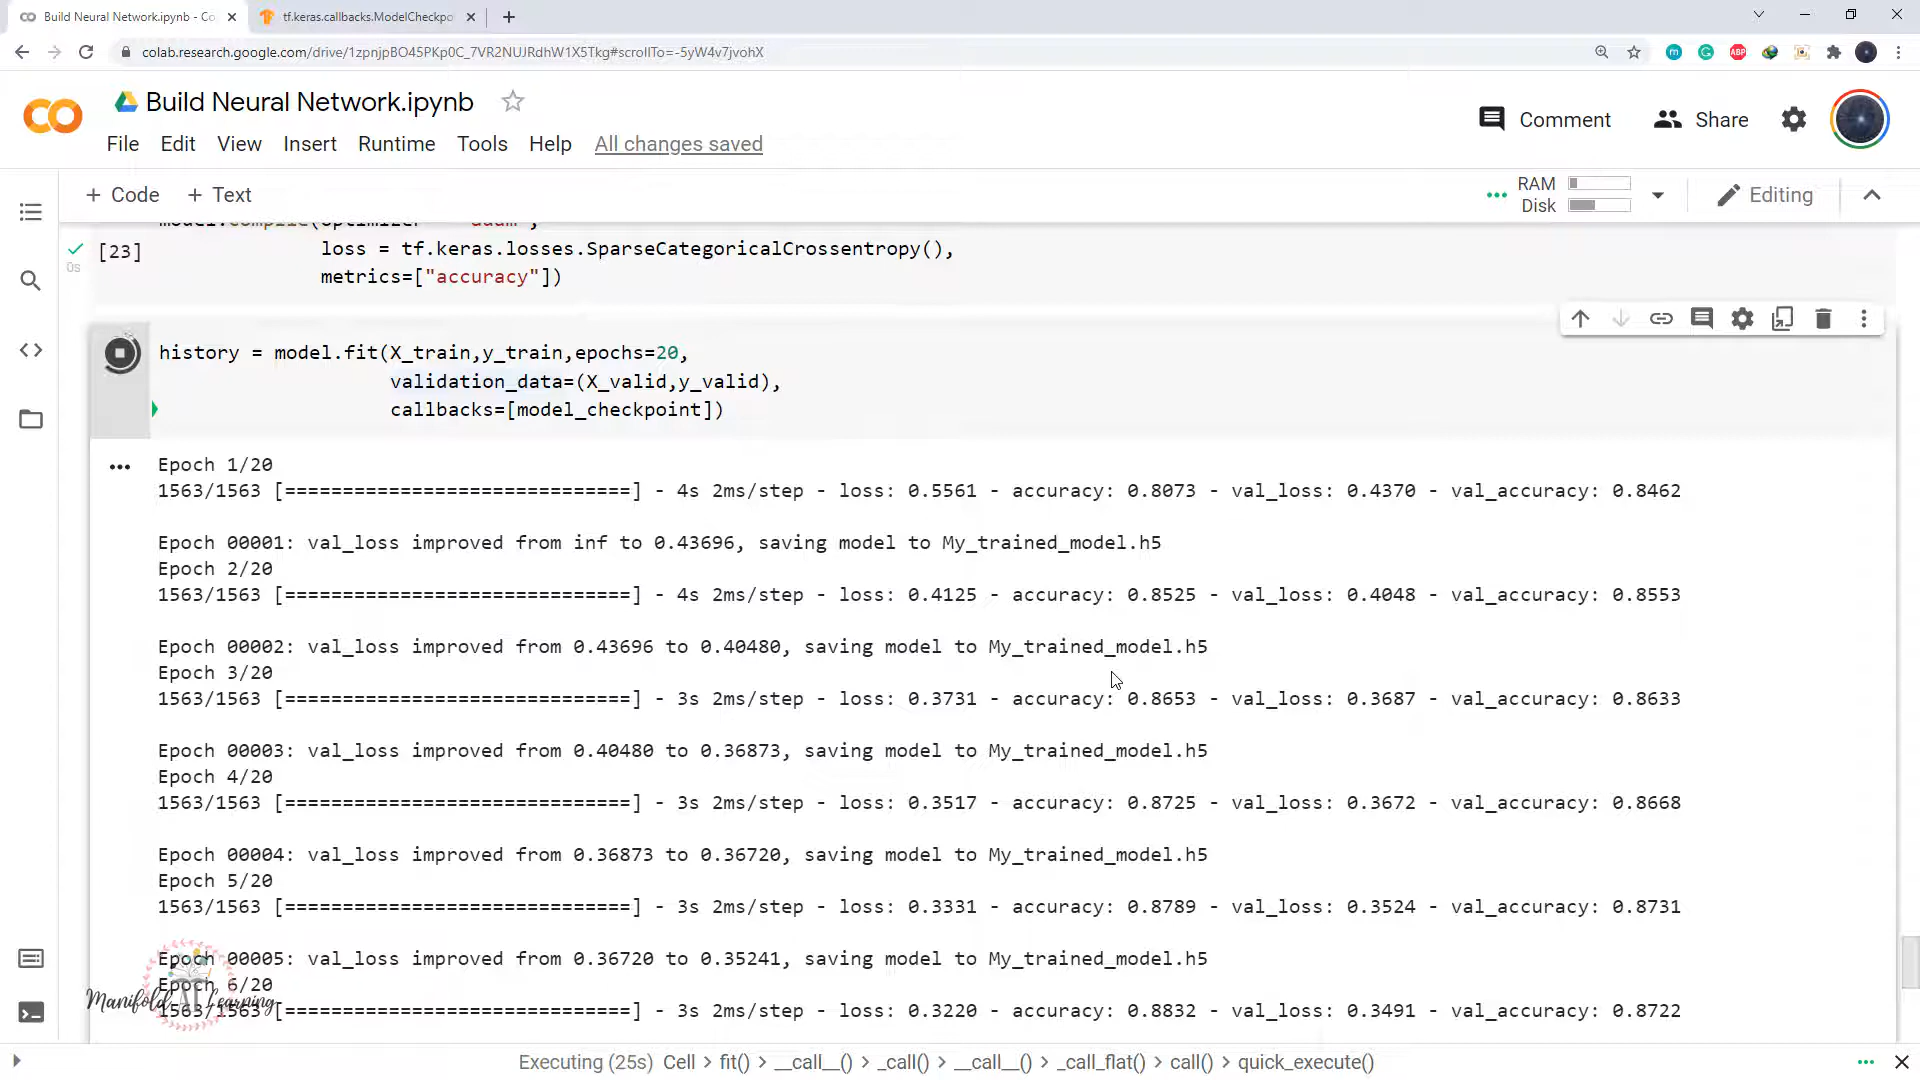 Build Neural Network.ipynb - Co
tf.keras.callbacks.ModelCheckpo
colab.research.google.com/drive/1zpnjpBO45PKp0C_7VR2NUJRdhW1X5Tkg#scrollTo=-5yW4v7jvohX
Build Neural Network.ipynb
Comment
Share
File Edit View Insert Runtime Tools Help All changes saved
+ Code + Text
RAM
Disk
Editing
[23]
0s
loss = tf.keras.losses.SparseCategoricalCrossentropy(),
metrics=["accuracy"])
history = model.fit(X_train,y_train,epochs=20,
validation_data=(X_valid,y_valid),
callbacks=[model_checkpoint])
Epoch 1/20
1563/1563 [==============================] - 4s 2ms/step - loss: 0.5561 - accuracy: 0.8073 - val_loss: 0.4370 - val_accuracy: 0.8462
Epoch 00001: val_loss improved from inf to 0.43696, saving model to My_trained_model.h5
Epoch 2/20
1563/1563 [==============================] - 4s 2ms/step - loss: 0.4125 - accuracy: 0.8525 - val_loss: 0.4048 - val_accuracy: 0.8553
Epoch 00002: val_loss improved from 0.43696 to 0.40480, saving model to My_trained_model.h5
Epoch 3/20
1563/1563 [==============================] - 3s 2ms/step - loss: 0.3731 - accuracy: 0.8653 - val_loss: 0.3687 - val_accuracy: 0.8633
Epoch 00003: val_loss improved from 0.40480 to 0.36873, saving model to My_trained_model.h5
Epoch 4/20
1563/1563 [==============================] - 3s 2ms/step - loss: 0.3517 - accuracy: 0.8725 - val_loss: 0.3672 - val_accuracy: 0.8668
Epoch 00004: val_loss improved from 0.36873 to 0.36720, saving model to My_trained_model.h5
Epoch 5/20
1563/1563 [==============================] - 3s 2ms/step - loss: 0.3331 - accuracy: 0.8789 - val_loss: 0.3524 - val_accuracy: 0.8731
Epoch 00005: val_loss improved from 0.36720 to 0.35241, saving model to My_trained_model.h5
Epoch 6/20
1563/1563 [==============================] - 3s 2ms/step - loss: 0.3220 - accuracy: 0.8832 - val_loss: 0.3491 - val_accuracy: 0.8722
Manifold AI Learning
Executing (25s) Cell > fit() > __call__() > _call() > __call__() > _call_flat() > call() > quick_execute()